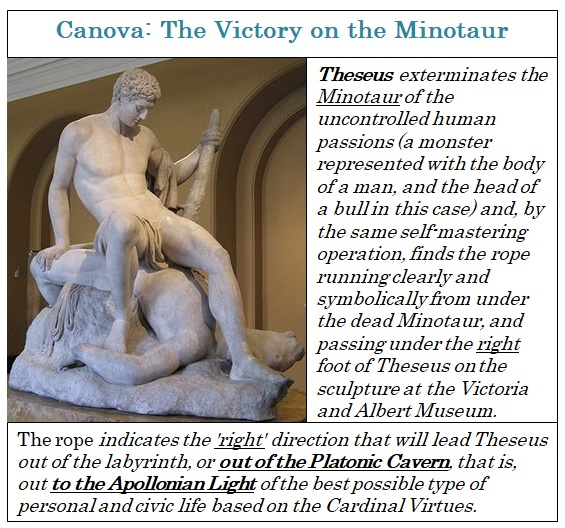 Canova: The Victory on the Minotaur
Theseus exterminates the
Minotaur of the
uncontrolled human
passions (a monster
represented with the body
of a man, and the head of
a bull in this case) and, by
the same self-mastering
operation, finds the rope
running clearly and
symbolically from under
the dead Minotaur, and
passing under the right
foot of Theseus on the
sculpture at the Victoria
and Albert Museum.
The rope indicates the 'right' direction that will lead Theseus
out of the labyrinth, or out of the Platonic Cavern, that is,
out to the Apollonian Light of the best possible type of
personal and civic life based on the Cardinal Virtues.